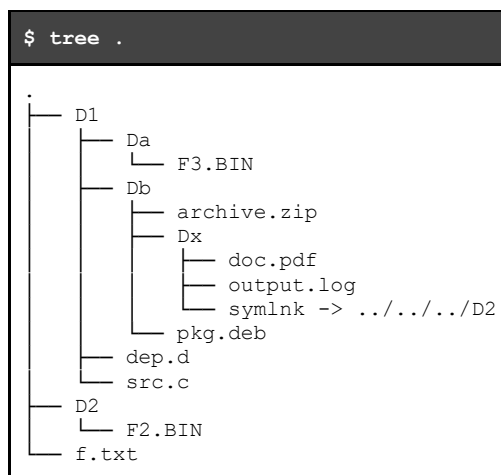 $ tree .
.
├── D1
│   ├── Da
│   │   └── F3.BIN
│   ├── Db
│   │   ├── archive.zip
│   │   ├── Dx
│   │   │   ├── doc.pdf
│   │   │   ├── output.log
│   │   │   └── symlnk -> ../../../D2
│   │   └── pkg.deb
│   ├── dep.d
│   └── src.c
├── D2
│   └── F2.BIN
└── f.txt